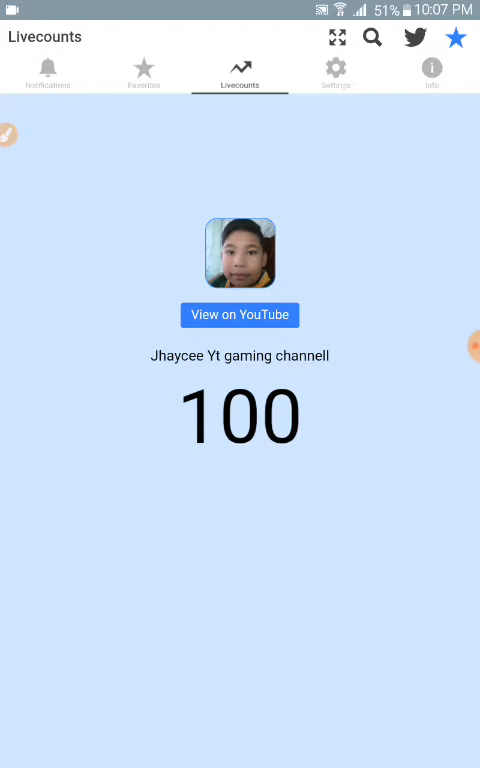 51% 10:07 PM
Livecounts
Notifications Favorites Livecounts Settings Info
View on YouTube
Jhaycee Yt gaming channell
100